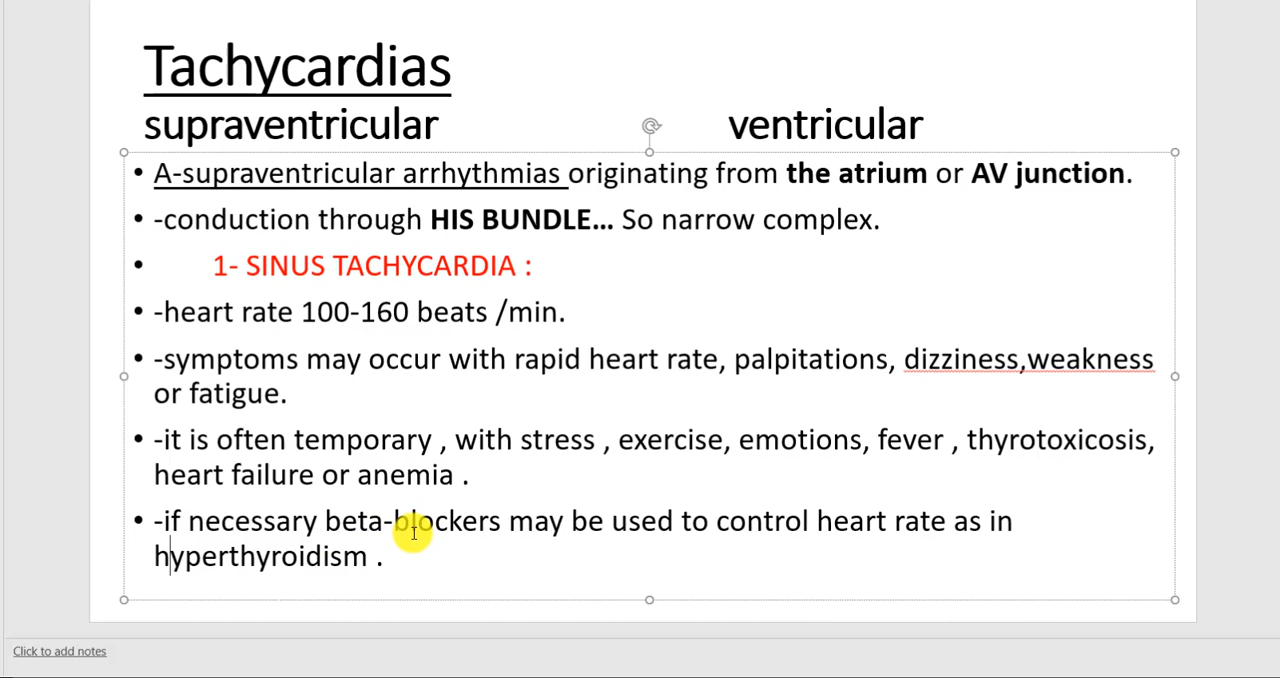 Tachycardias
supraventricular ventricular
• A-supraventricular arrhythmias originating from the atrium or AV junction.
• -conduction through HIS BUNDLE... So narrow complex.
• 1- SINUS TACHYCARDIA :
• -heart rate 100-160 beats /min.
• -symptoms may occur with rapid heart rate, palpitations, dizziness,weakness
or fatigue.
• -it is often temporary , with stress , exercise, emotions, fever , thyrotoxicosis,
heart failure or anemia .
• -if necessary beta-blockers may be used to control heart rate as in
hyperthyroidism .
Click to add notes